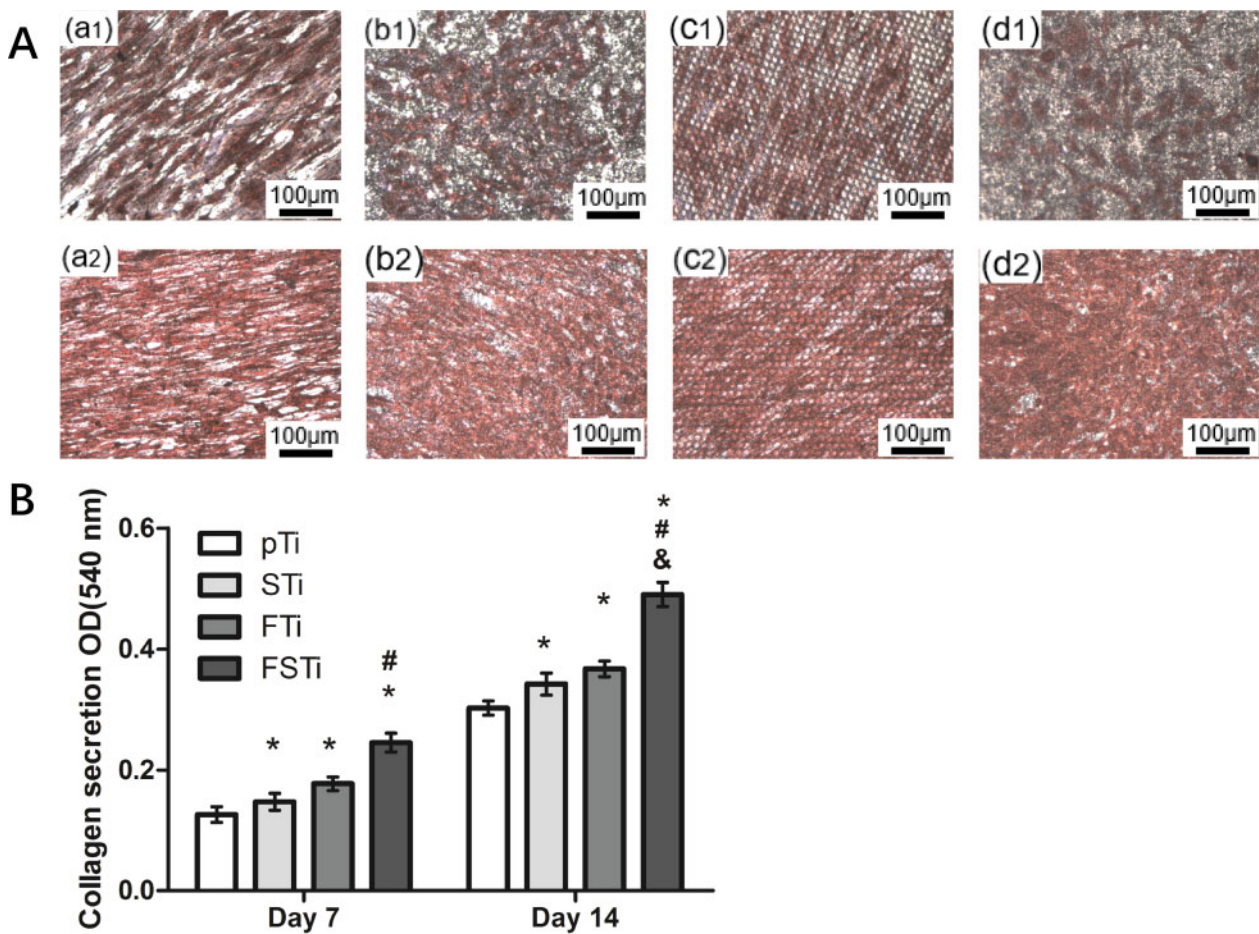 A
(a1)
(b1)
(c1)
(d1)
100μm
100μm
100μm
100μm
(a2)
(b2)
(c2)
(d2)
100μm
100μm
100μm
100μm
B
Collagen secretion OD(540 nm)
0.6
0.4
0.2
0.0
pTi
STi
FTi
FSTi
*
*
#
*
*
*
*
#
&
Day 7
Day 14